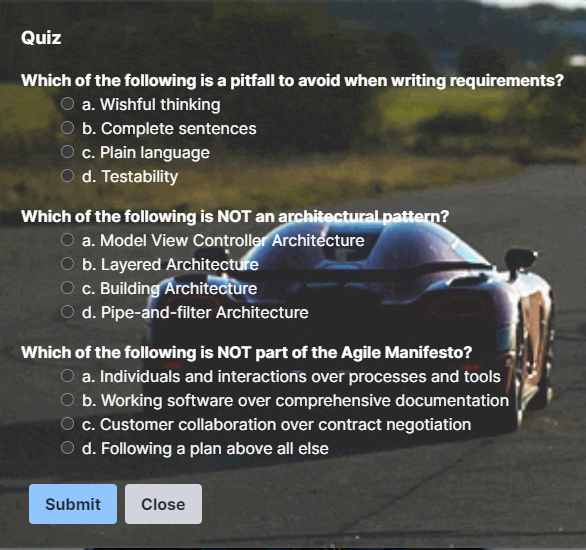 Quiz
Which of the following is a pitfall to avoid when writing requirements?
a. Wishful thinking
b. Complete sentences
c. Plain language
d. Testability
Which of the following is NOT an architectural pattern?
a. Model View Controller Architecture
b. Layered Architecture
c. Building Architecture
d. Pipe-and-filter Architecture
Which of the following is NOT part of the Agile Manifesto?
a. Individuals and interactions over processes and tools
b. Working software over comprehensive documentation
c. Customer collaboration over contract negotiation
d. Following a plan above all else
Submit Close